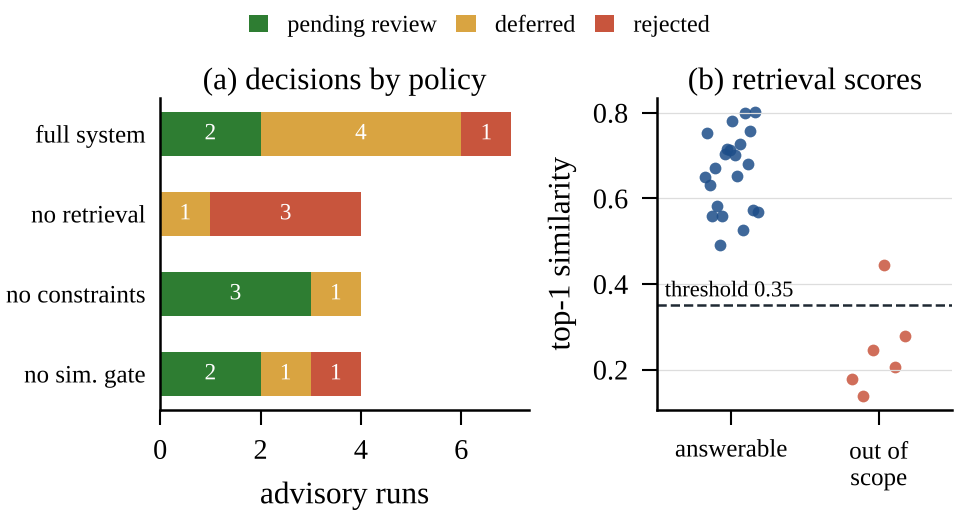 pending review deferred rejected
(a) decisions by policy
full system 2 4 1
no retrieval 1 3
no constraints 3 1
no sim. gate 2 1 1
0 2 4 6
advisory runs
(b) retrieval scores
top-1 similarity
0.8
0.6
0.4
0.2
threshold 0.35
answerable
out of
scope